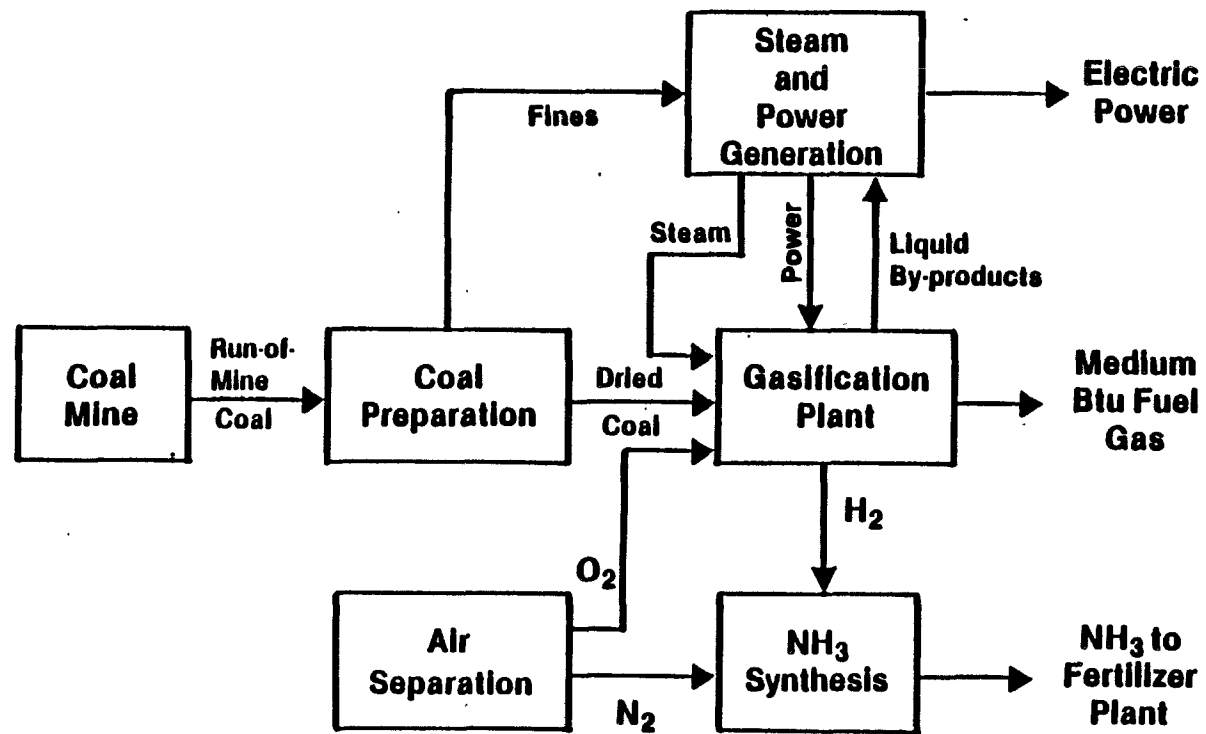 Steam
and
Power
Generation
Electric
Power
Fines
Steam
Power
Liquid
By-products
Coal
Mine
Run-of-
Mine
Coal
Coal
Preparation
Dried
Coal
Gasification
Plant
Medium
Btu Fuel
Gas
H₂
O₂
Air
Separation
N₂
NH₃
Synthesis
NH₃ to
Fertilizer
Plant